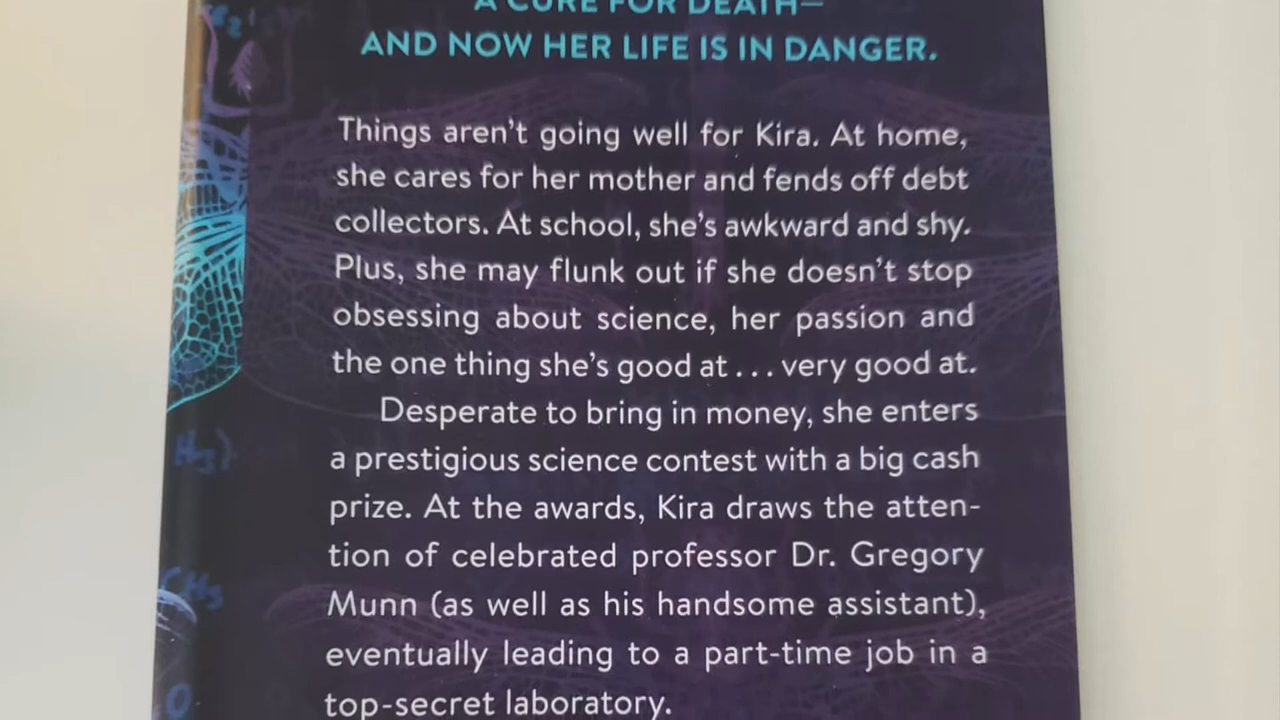 A CURE FOR DEATH—
AND NOW HER LIFE IS IN DANGER.
Things aren't going well for Kira. At home,
she cares for her mother and fends off debt
collectors. At school, she's awkward and shy.
Plus, she may flunk out if she doesn't stop
obsessing about science, her passion and
the one thing she's good at . . . very good at.
Desperate to bring in money, she enters
a prestigious science contest with a big cash
prize. At the awards, Kira draws the atten-
tion of celebrated professor Dr. Gregory
Munn (as well as his handsome assistant),
eventually leading to a part-time job in a
top-secret laboratory.
H3)
CH3
O